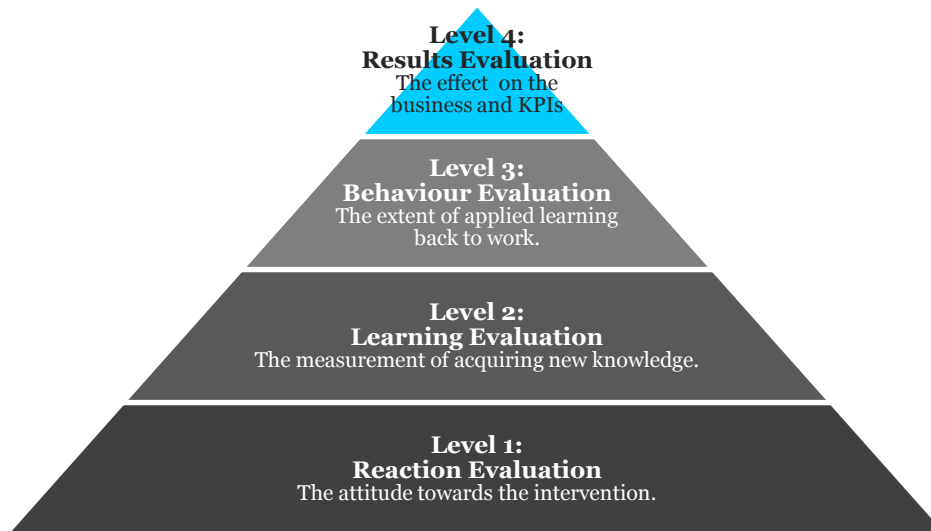 Level 4:
Results Evaluation
The effect on the
business and KPIs
Level 3:
Behaviour Evaluation
The extent of applied learning
back to work.
Level 2:
Learning Evaluation
The measurement of acquiring new knowledge.
Level 1:
Reaction Evaluation
The attitude towards the intervention.